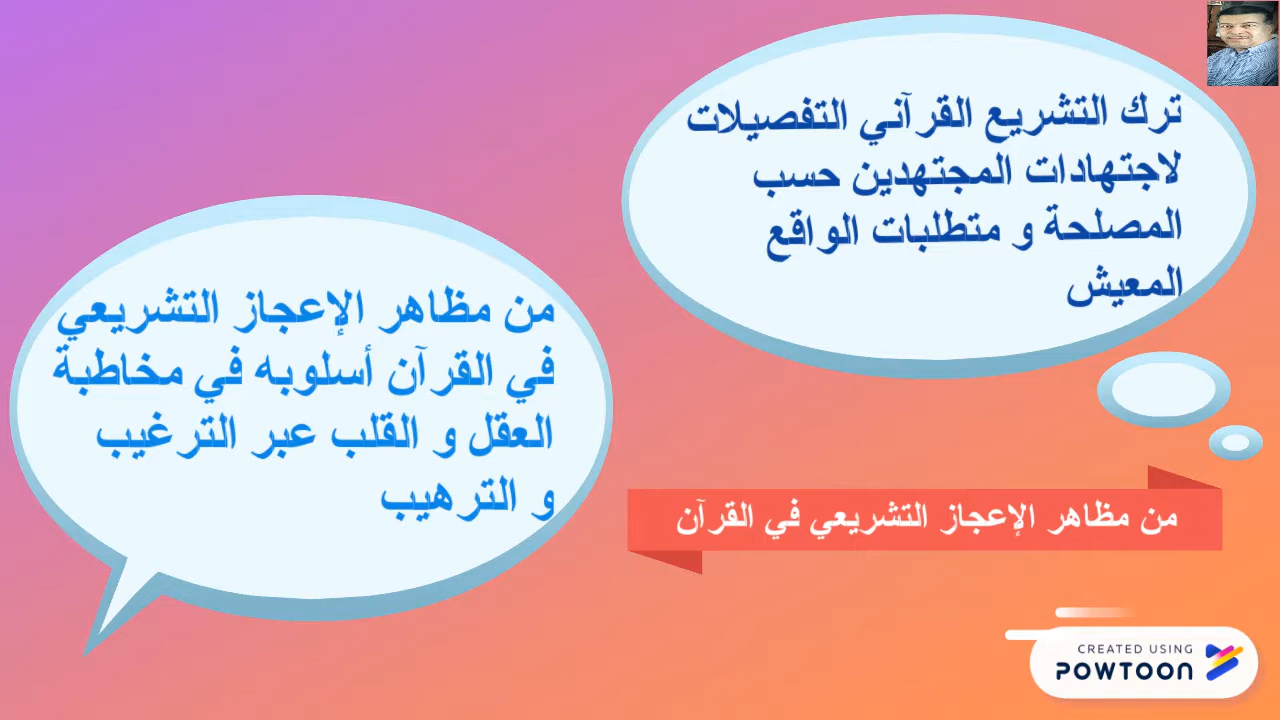 ترك التشريع القرآني التفصيلات
لاجتهادات المجتهدين حسب
المصلحة و متطلبات الواقع
المعيش
من مظاهر الإعجاز التشريعي
في القرآن أسلوبه في مخاطبة
العقل و القلب عبر الترغيب
و الترهيب
من مظاهر الإعجاز التشريعي في القرآن
CREATED USING
POWTOON